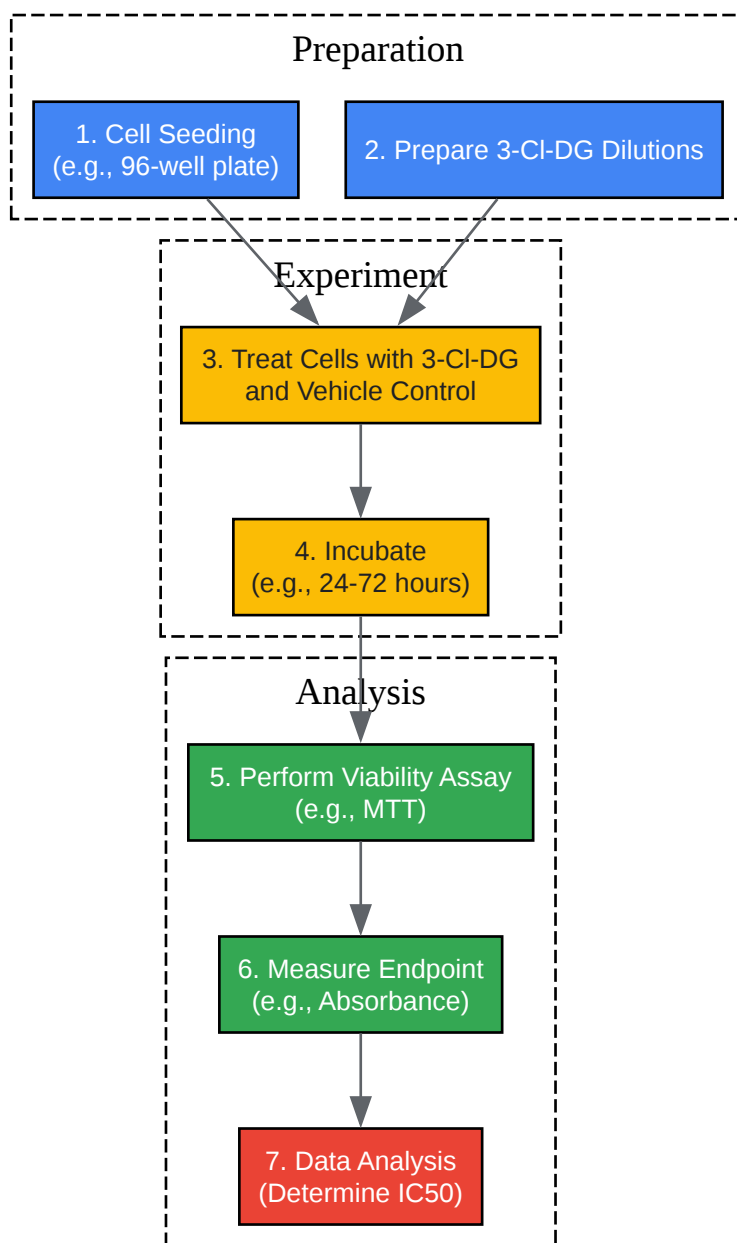 Preparation
1. Cell Seeding
(e.g., 96-well plate)
2. Prepare 3-Cl-DG Dilutions
Experiment
3. Treat Cells with 3-Cl-DG
and Vehicle Control
4. Incubate
(e.g., 24-72 hours)
Analysis
5. Perform Viability Assay
(e.g., MTT)
6. Measure Endpoint
(e.g., Absorbance)
7. Data Analysis
(Determine IC50)